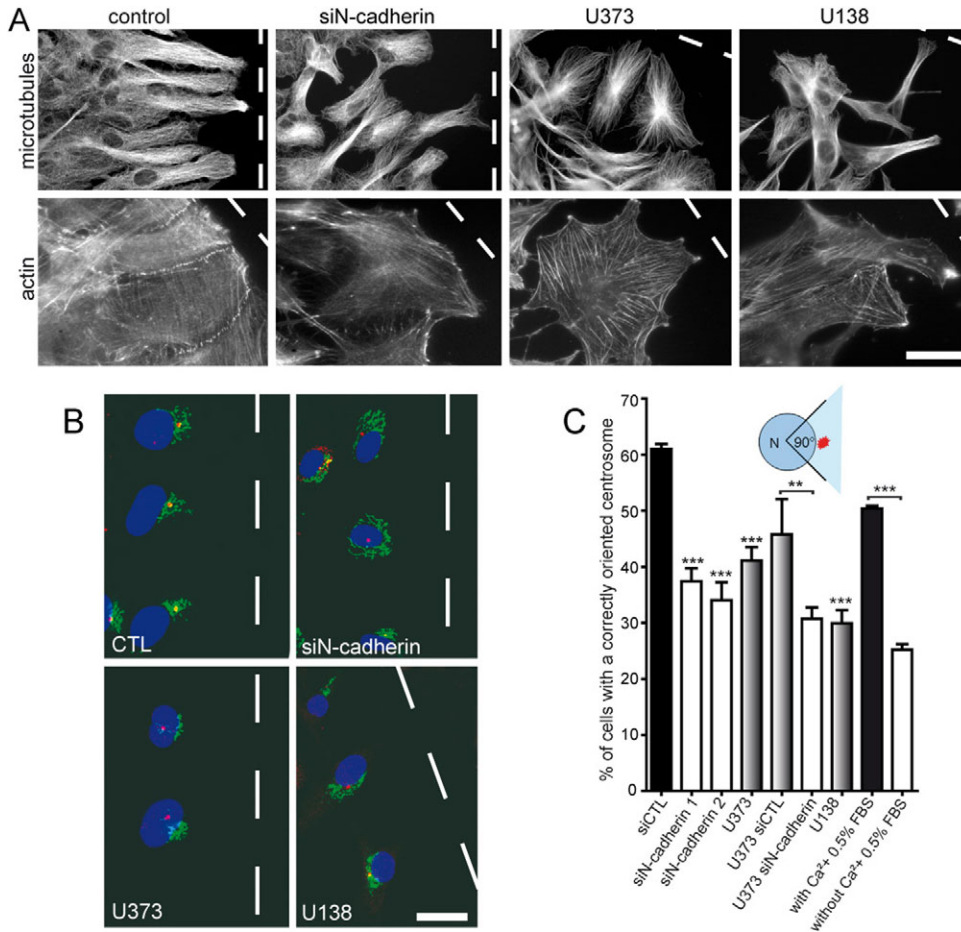 A
control
siN-cadherin
U373
U138
microtubules
actin
B
CTL
siN-cadherin
U373
U138
C
% of cells with a correctly oriented centrosome
70
60
50
40
30
20
10
0
N
90°
***
***
***
**
***
***
siCTL
siN-cadherin 1
siN-cadherin 2
U373
U373 siCTL
U373 siN-cadherin
U138
with Ca²+ 0.5% FBS
without Ca²+ 0.5% FBS